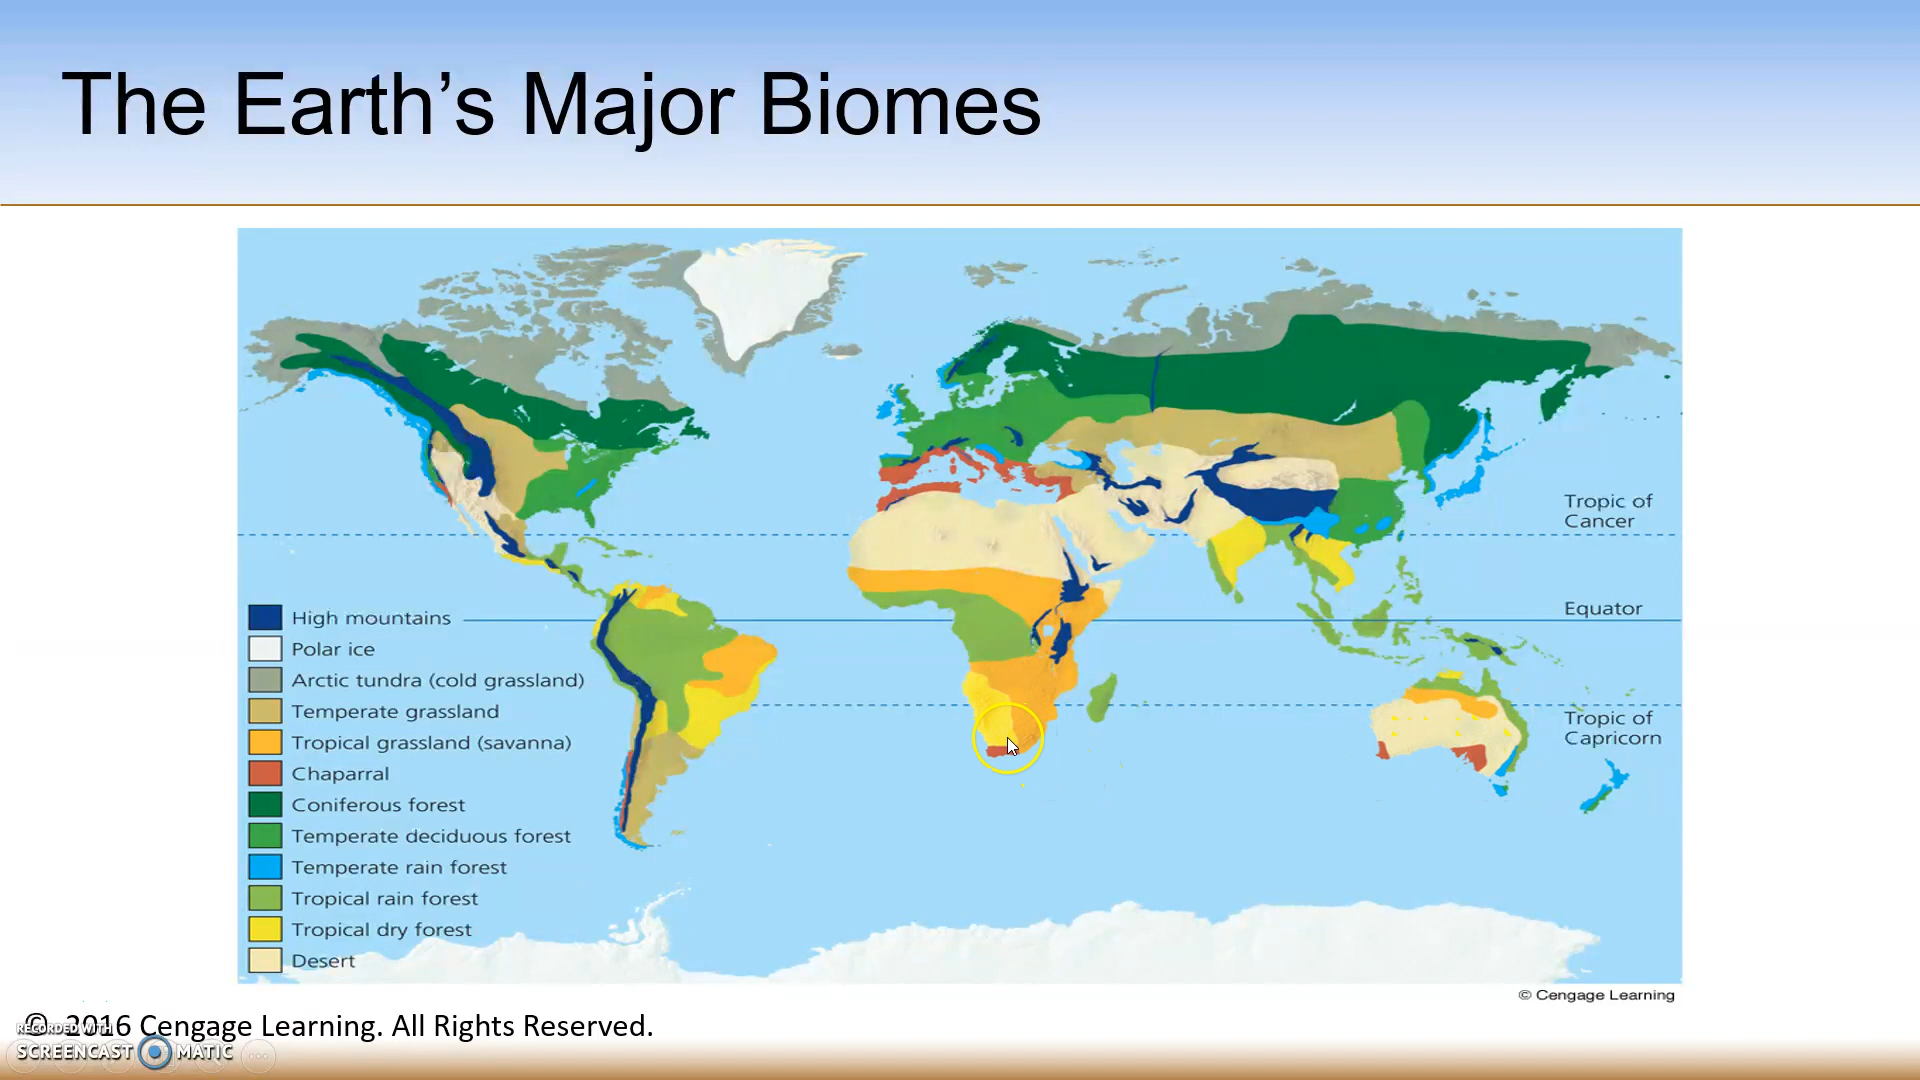 The Earth’s Major Biomes
Tropic of
Cancer
Equator
Tropic of
Capricorn
High mountains
Polar ice
Arctic tundra (cold grassland)
Temperate grassland
Tropical grassland (savanna)
Chaparral
Coniferous forest
Temperate deciduous forest
Temperate rain forest
Tropical rain forest
Tropical dry forest
Desert
© Cengage Learning
© 2016 Cengage Learning. All Rights Reserved.
RECORDED WITH
SCREENCAST MATIC